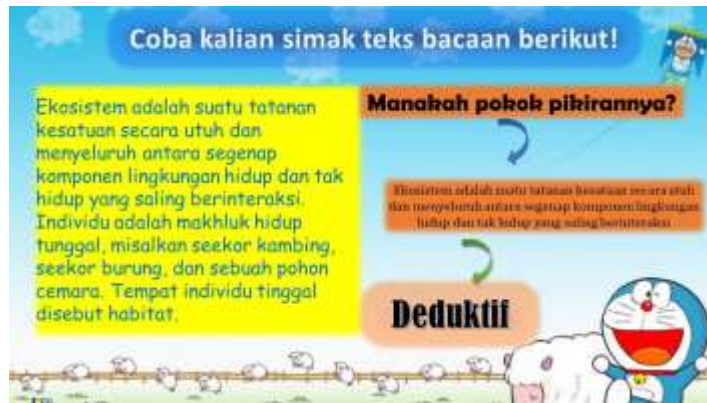 Coba kalian simak teks bacaan berikut!
Ekosistem adalah suatu tatanan
kesatuan secara utuh dan
menyeluruh antara segenap
komponen lingkungan hidup dan tak
hidup yang saling berinteraksi.
Individu adalah makhluk hidup
tunggal, misalkan seekor kambing,
seekor burung, dan sebuah pohon
cemara. Tempat individu tinggal
disebut habitat.
Manakah pokok pikirannya?
Ekosistem adalah suatu tatanan kesatuan secara utuh
dan menyeluruh antara segenap komponen lingkungan
hidup dan tak hidup yang saling berinteraksi
Deduktif